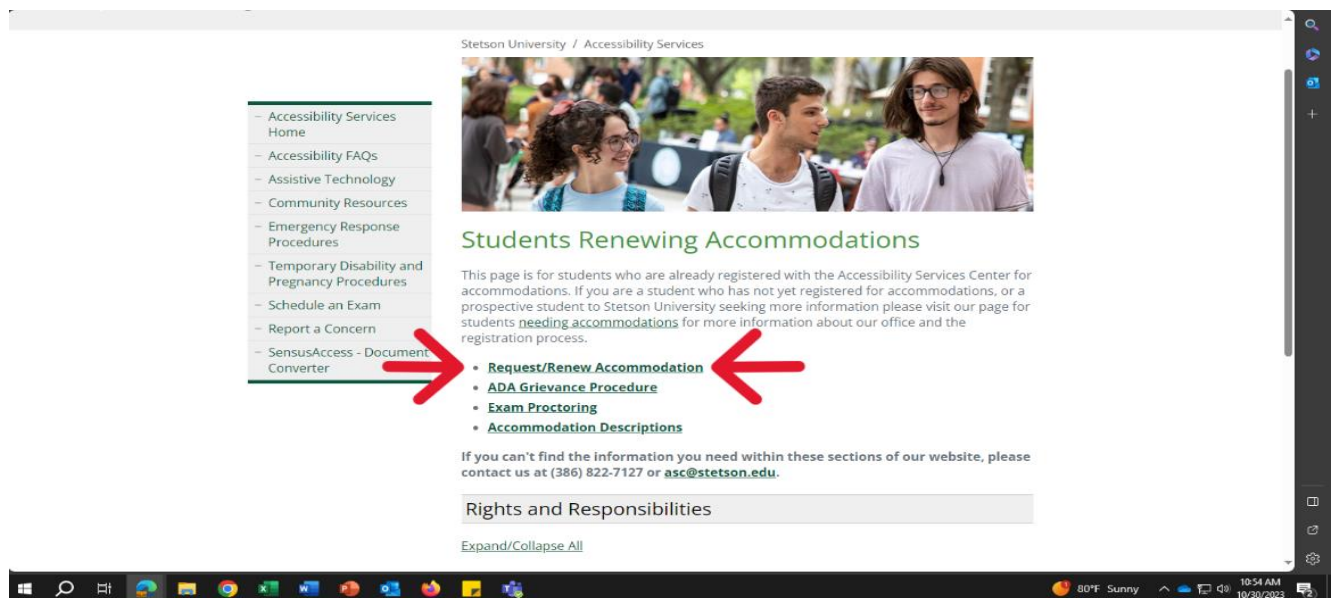 Stetson University / Accessibility Services
– Accessibility Services
Home
– Accessibility FAQs
– Assistive Technology
– Community Resources
– Emergency Response
Procedures
– Temporary Disability and
Pregnancy Procedures
– Schedule an Exam
– Report a Concern
– SensusAccess - Document
Converter
Students Renewing Accommodations
This page is for students who are already registered with the Accessibility Services Center for
accommodations. If you are a student who has not yet registered for accommodations, or a
prospective student to Stetson University seeking more information please visit our page for
students needing accommodations for more information about our office and the
registration process.
• Request/Renew Accommodation
• ADA Grievance Procedure
• Exam Proctoring
• Accommodation Descriptions
If you can't find the information you need within these sections of our website, please
contact us at (386) 822-7127 or asc@stetson.edu.
Rights and Responsibilities
Expand/Collapse All
80°F Sunny
10:54 AM
10/30/2023